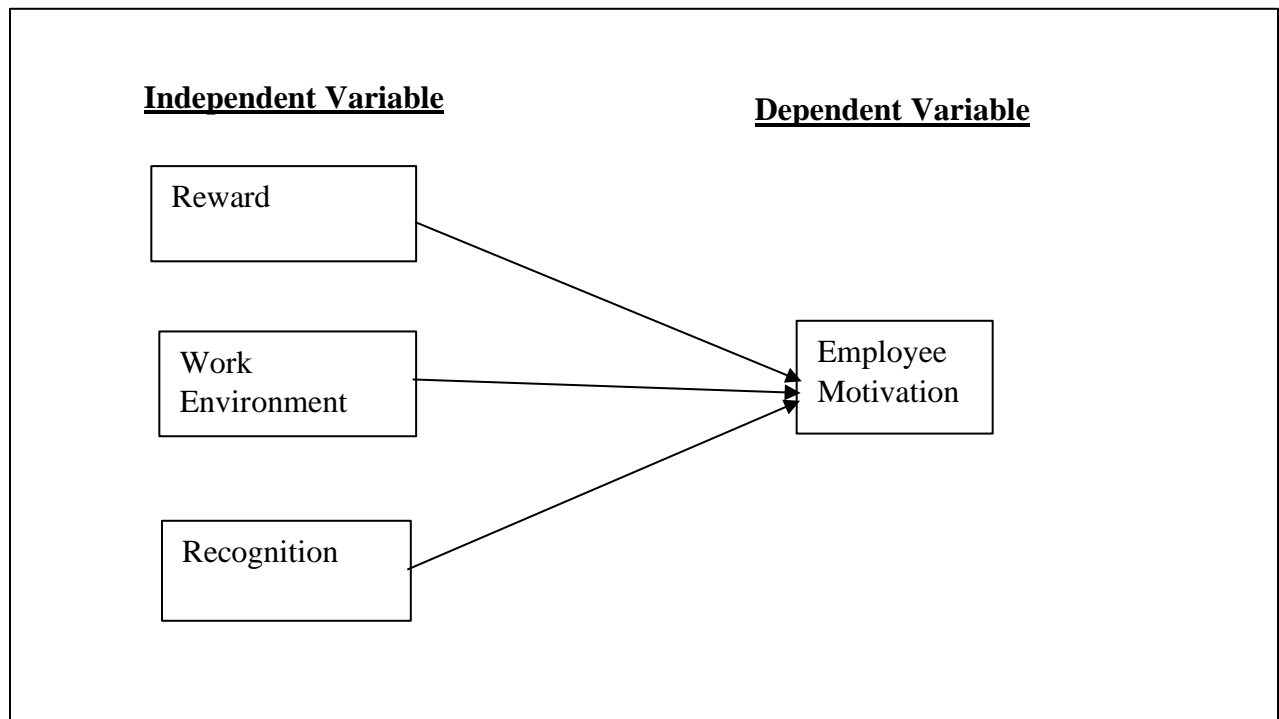 Independent Variable
Dependent Variable
Reward
Work
Environment
Employee
Motivation
Recognition